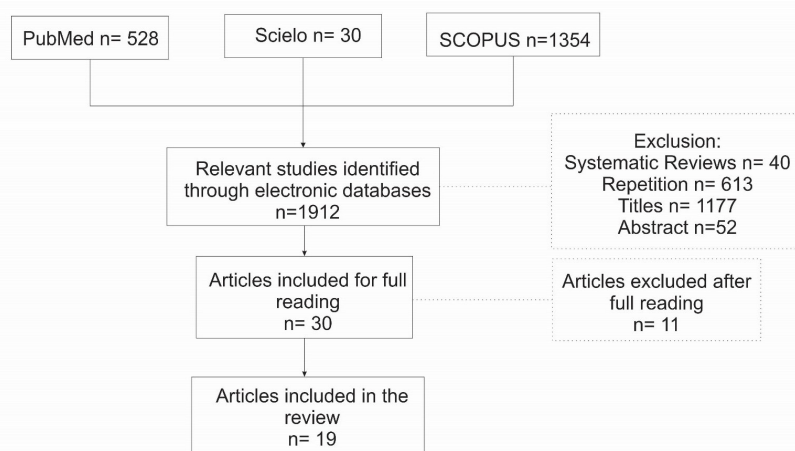 PubMed n= 528
Scielo n= 30
SCOPUS n=1354
Relevant studies identified
through electronic databases
n=1912
Exclusion:
Systematic Reviews n= 40
Repetition n= 613
Titles n= 1177
Abstract n=52
Articles included for full
reading
n= 30
Articles excluded after
full reading
n= 11
Articles included in the
review
n= 19